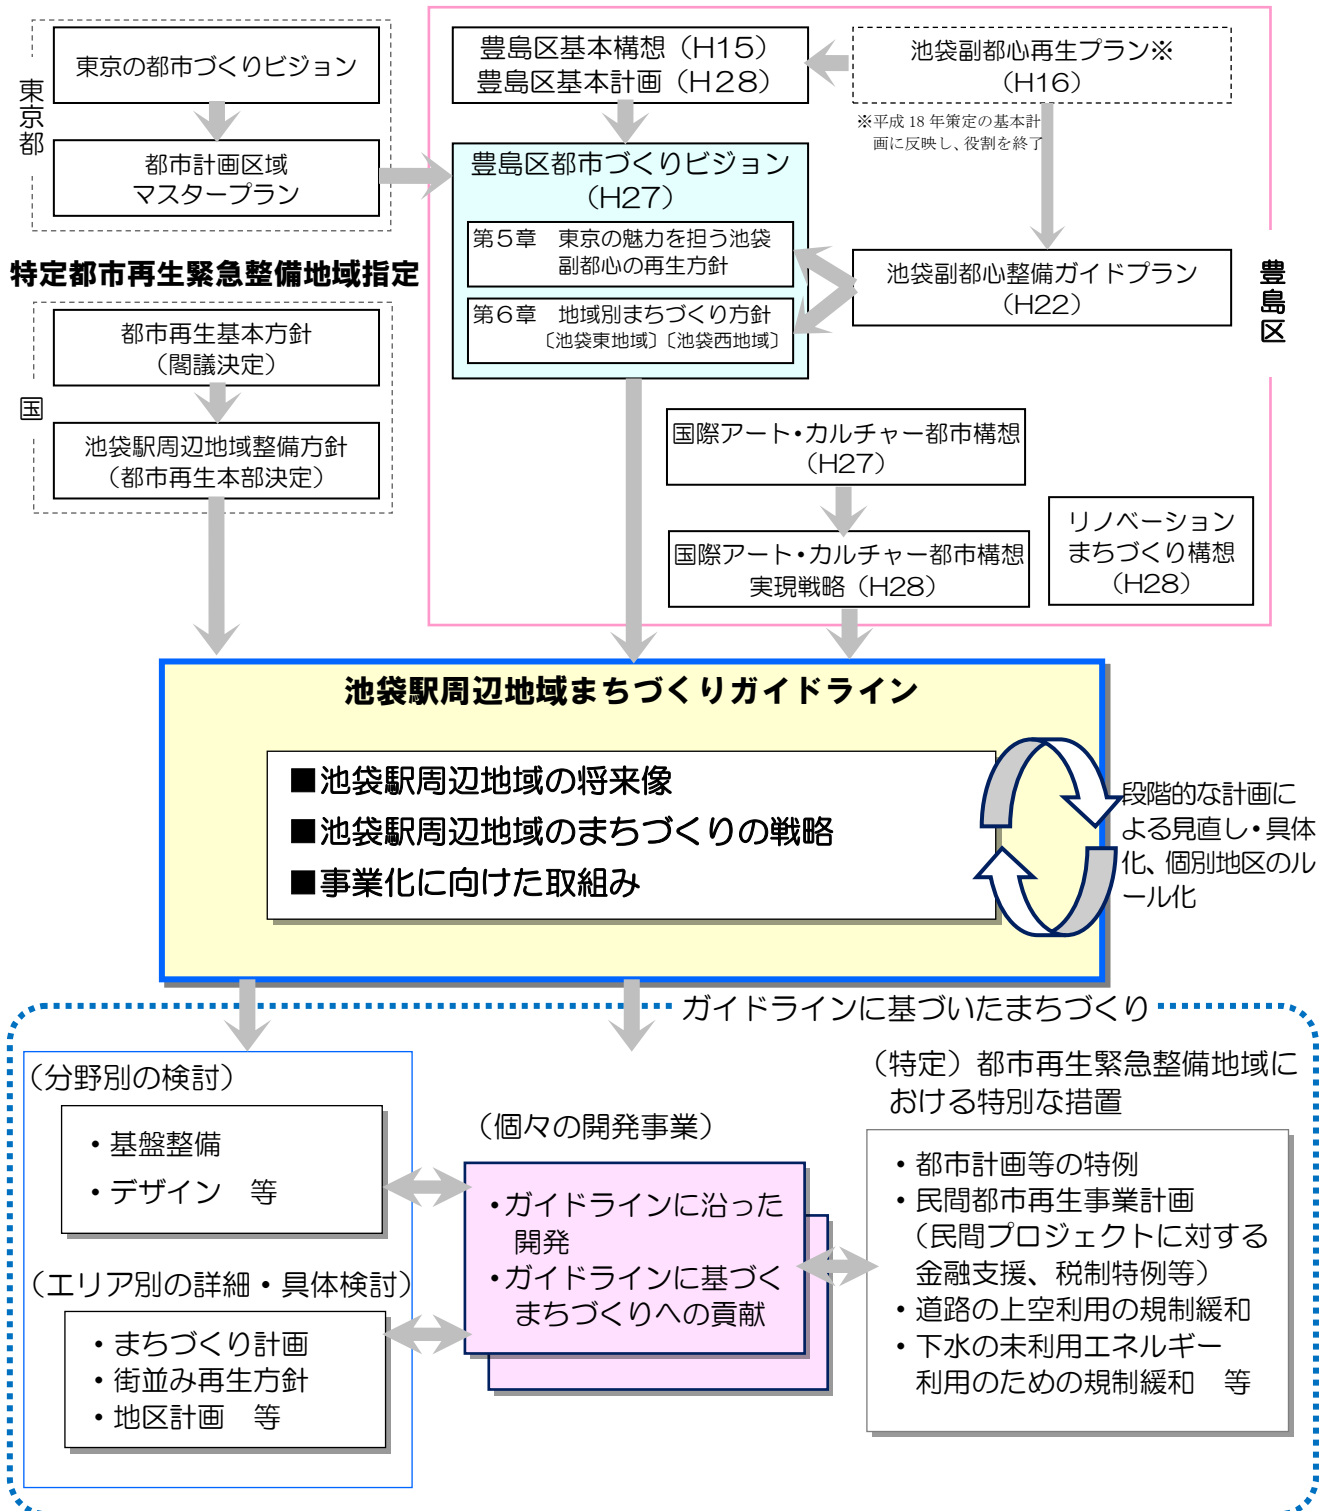 東京都
東京の都市づくりビジョン
都市計画区域
マスタープラン
豊島区基本構想（H15）
豊島区基本計画（H28）
池袋副都心再生プラン※
（H16）
※平成 18 年策定の基本計
画に反映し、役割を終了
豊島区都市づくりビジョン
（H27）
第５章　東京の魅力を担う池袋
副都心の再生方針
第６章　地域別まちづくり方針
〔池袋東地域〕〔池袋西地域〕
池袋副都心整備ガイドプラン
（H22）
豊島区
特定都市再生緊急整備地域指定
国
都市再生基本方針
（閣議決定）
池袋駅周辺地域整備方針
（都市再生本部決定）
国際アート・カルチャー都市構想
（H27）
国際アート・カルチャー都市構想
実現戦略（H28）
リノベーション
まちづくり構想
（H28）
池袋駅周辺地域まちづくりガイドライン
■池袋駅周辺地域の将来像
■池袋駅周辺地域のまちづくりの戦略
■事業化に向けた取組み
段階的な計画に
よる見直し・具体
化、個別地区のル
ール化
ガイドラインに基づいたまちづくり
（分野別の検討）
・基盤整備
・デザイン　等
（エリア別の詳細・具体検討）
・まちづくり計画
・街並み再生方針
・地区計画　等
（個々の開発事業）
・ガイドラインに沿った
開発
・ガイドラインに基づく
まちづくりへの貢献
（特定）都市再生緊急整備地域に
おける特別な措置
・都市計画等の特例
・民間都市再生事業計画
（民間プロジェクトに対する
金融支援、税制特例等）
・道路の上空利用の規制緩和
・下水の未利用エネルギー
利用のための規制緩和　等